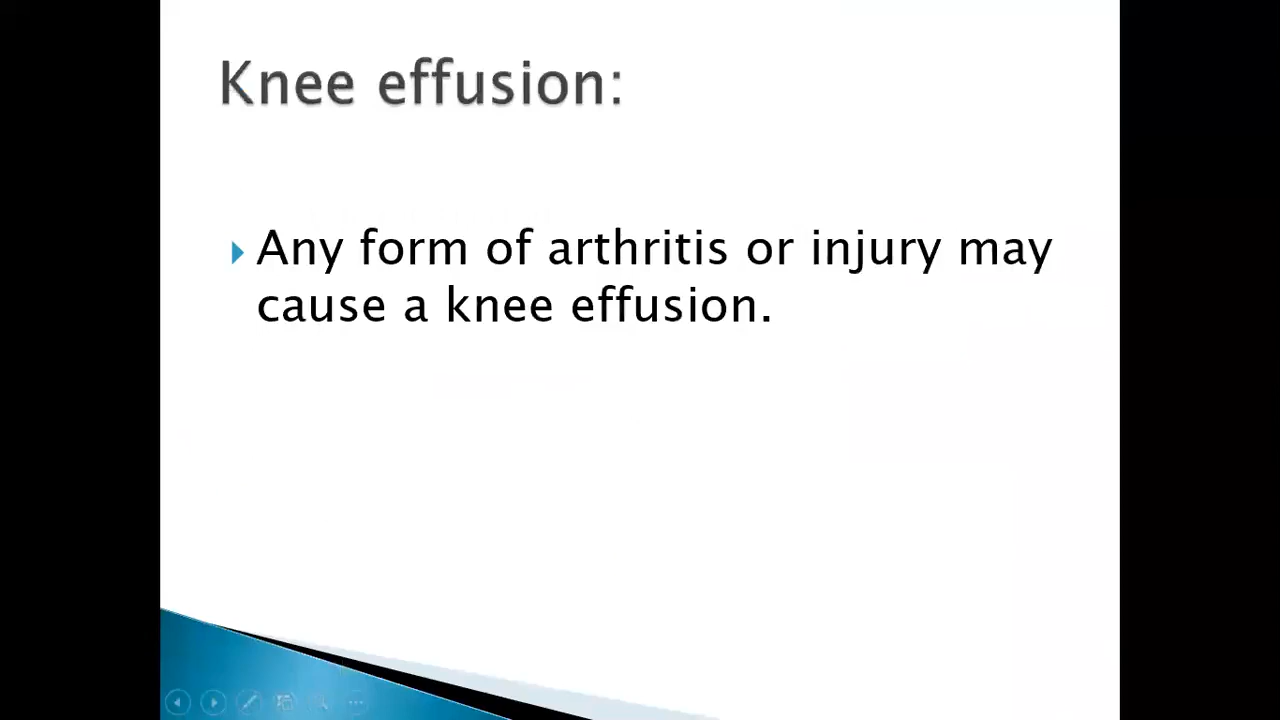 Knee effusion:
Any form of arthritis or injury may
cause a knee effusion.